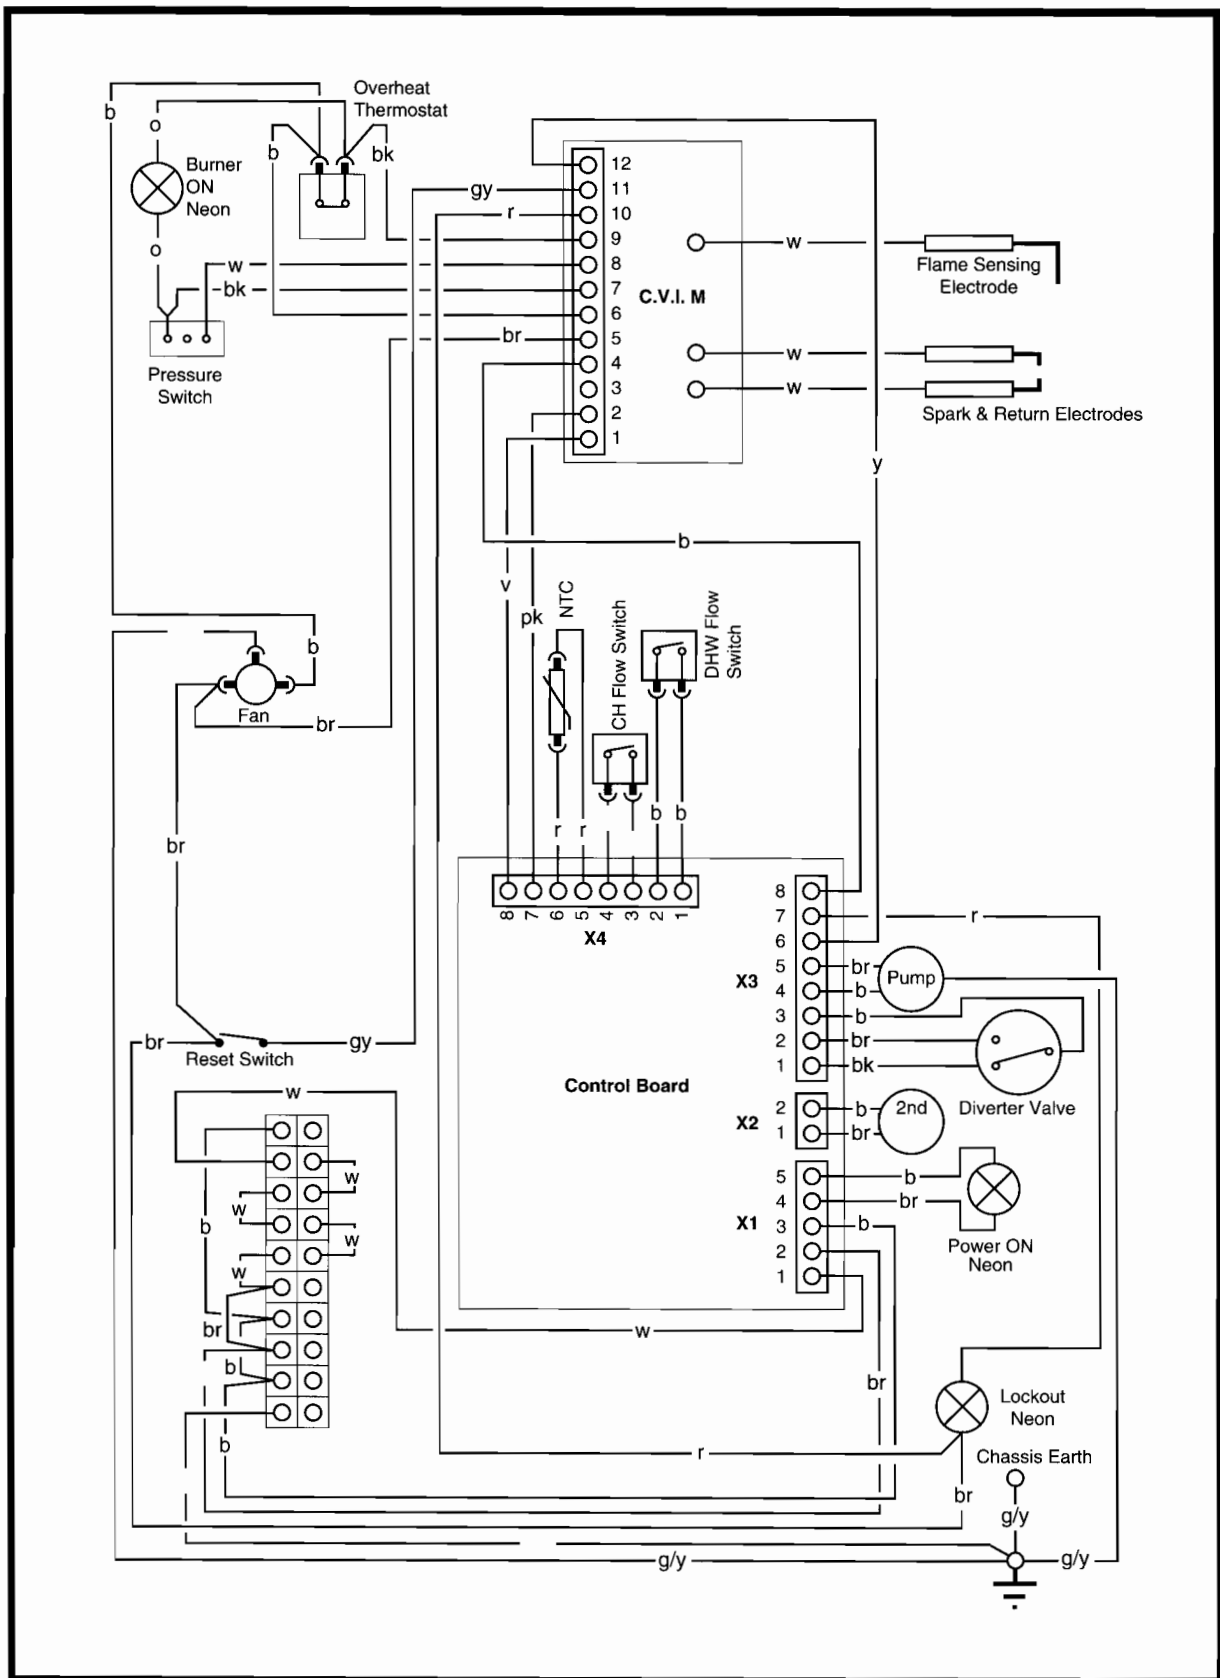 Overheat
Thermostat
b
o
b
bk
Burner
ON
Neon
o
w
bk
Pressure
Switch
gy
r
br
12
11
10
9
8
7
6
5
4
3
2
1
C.V.I. M
w
Flame Sensing
Electrode
w
w
Spark & Return Electrodes
y
b
v
pk
NTC
CH Flow Switch
DHW Flow
Switch
b
Fan
br
r
r
b
b
br
8
7
6
5
4
3
2
1
X4
8
7
6
5
4
3
2
1
X3
r
br
b
Pump
b
br
bk
Diverter Valve
br
Reset Switch
gy
Control Board
w
X2
2
1
b
br
2nd
X1
5
4
3
2
1
b
br
b
Power ON
Neon
w
w
b
w
w
br
b
b
w
br
Lockout
Neon
r
Chassis Earth
br
g/y
g/y
g/y